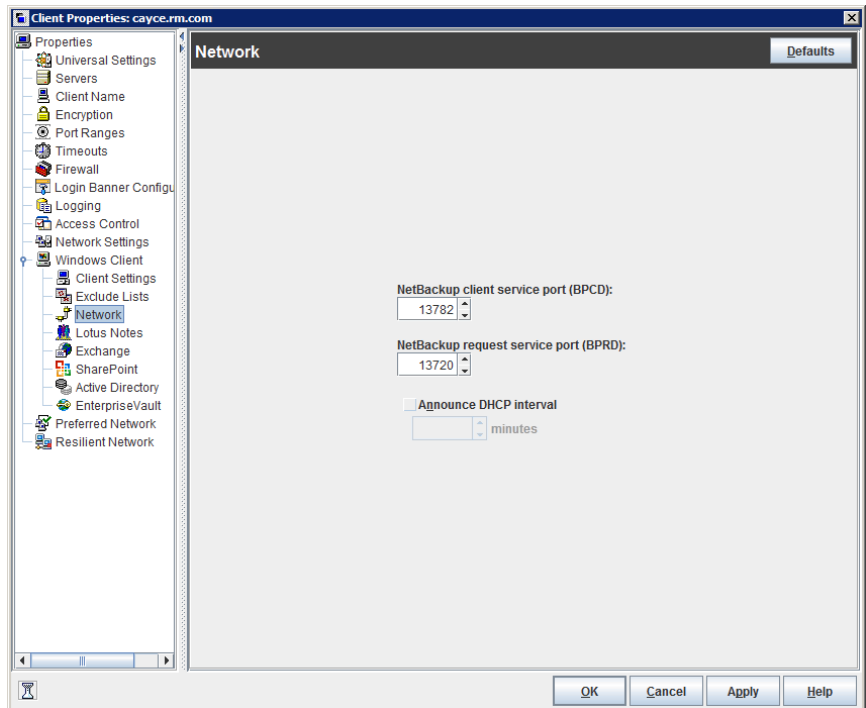 Client Properties: cayce.rm.com
Properties
Universal Settings
Servers
Client Name
Encryption
Port Ranges
Timeouts
Firewall
Login Banner Configu
Logging
Access Control
Network Settings
Windows Client
Client Settings
Exclude Lists
Network
Lotus Notes
Exchange
SharePoint
Active Directory
EnterpriseVault
Preferred Network
Resilient Network
Network
Defaults
NetBackup client service port (BPCD):
13782
NetBackup request service port (BPRD):
13720
Announce DHCP interval
minutes
OK
Cancel
Apply
Help